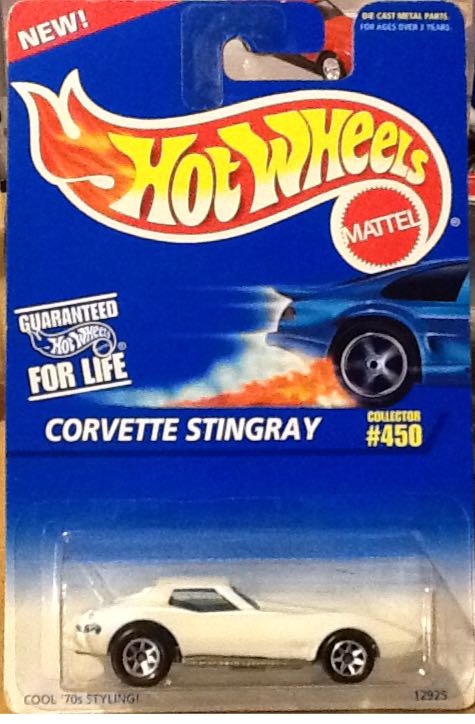 NEW!
DIE CAST METAL PARTS.
FOR AGES OVER 3 YEARS.
HOT WHEELS
®
MATTEL
GUARANTEED
HOT WHEELS
®
FOR LIFE
CORVETTE STINGRAY
COLLECTOR
#450
COOL '70s STYLING!
12925